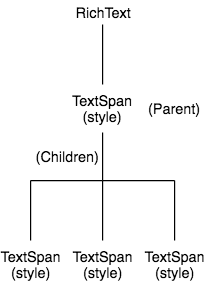 RichText
TextSpan (Parent)
(style)
(Children)
TextSpan TextSpan TextSpan
(style) (style) (style)